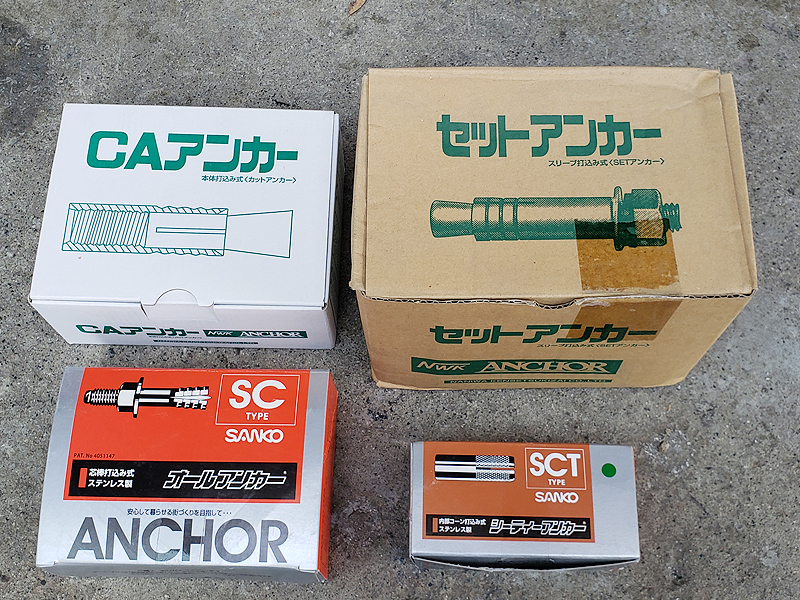 CAアンカー
本体打込み式〈カットアンカー〉
CAアンカー NWK ANCHOR
セットアンカー
スリーブ打込み式〈SETアンカー〉
セットアンカー
スリーブ打込み式〈SETアンカー〉
NWK ANCHOR
SC
TYPE
SANKO
PAT. No 4051147.
芯棒打込み式
ステンレス製
オールアンカー
安心して暮らせる街づくりを目指して・・・
ANCHOR
SCT
TYPE
SANKO
内部コーン打込み式
ステンレス製
シーティーアンカー